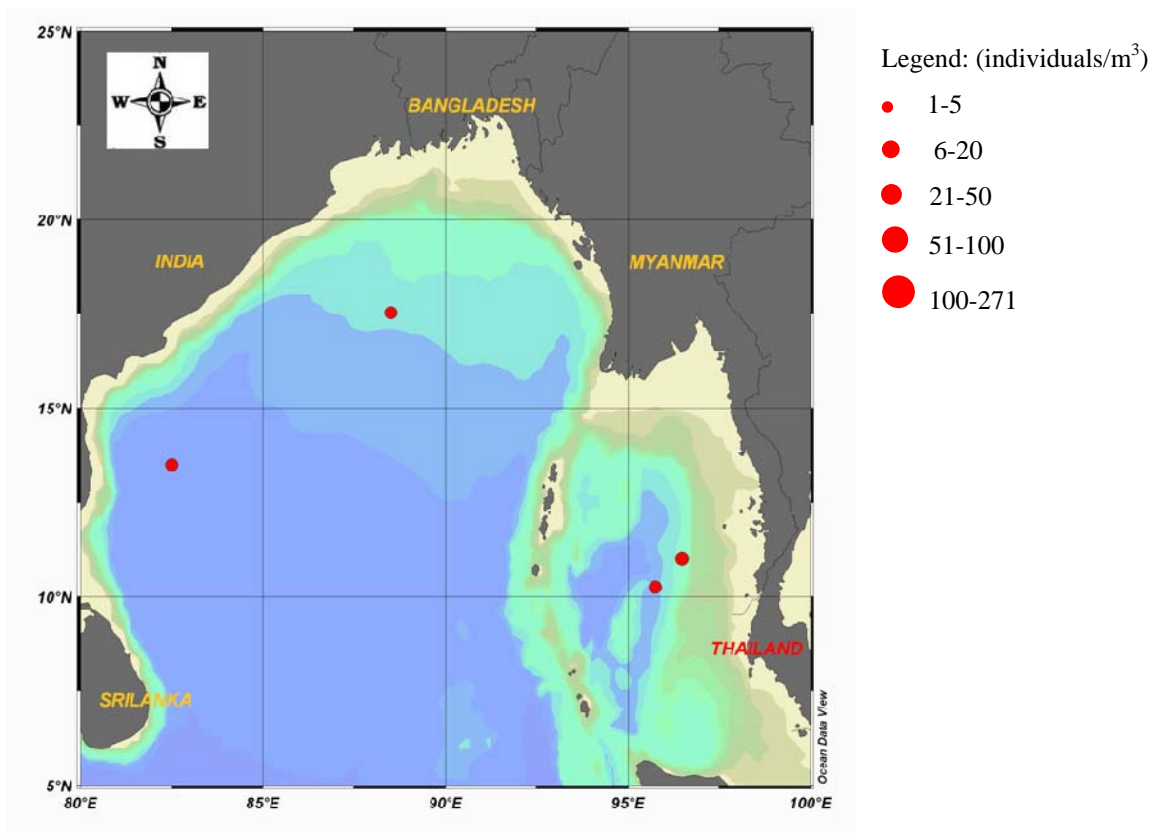 25°N
N
W E
S
BANGLADESH
20°N
INDIA
MYANMAR
15°N
10°N
THAILAND
SRILANKA
5°N
80°E 85°E 90°E 95°E 100°E
Ocean Data View
Legend: (individuals/m³)
1-5
6-20
21-50
51-100
100-271